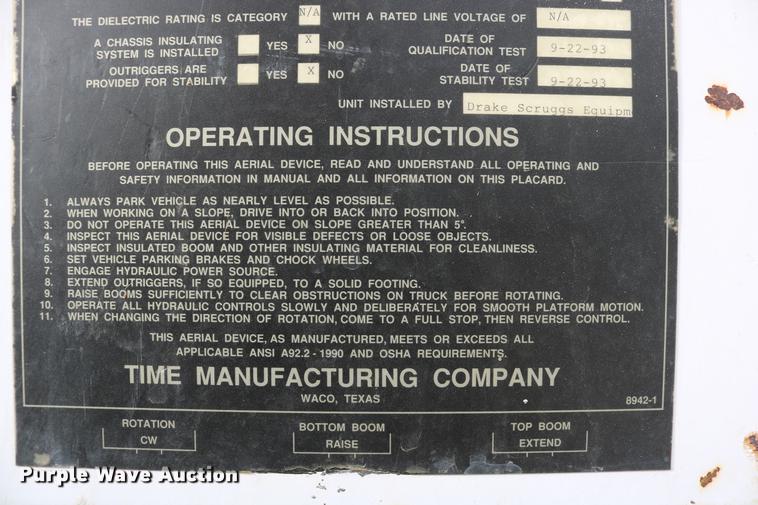 THE DIELECTRIC RATING IS CATEGORY N/A WITH A RATED LINE VOLTAGE OF N/A
A CHASSIS INSULATING SYSTEM IS INSTALLED YES X NO DATE OF QUALIFICATION TEST 9-22-93
OUTRIGGERS ARE PROVIDED FOR STABILITY YES X NO DATE OF STABILITY TEST 9-22-93
UNIT INSTALLED BY Drake Scruggs Equipm
OPERATING INSTRUCTIONS
BEFORE OPERATING THIS AERIAL DEVICE, READ AND UNDERSTAND ALL OPERATING AND
SAFETY INFORMATION IN MANUAL AND ALL INFORMATION ON THIS PLACARD.
1. ALWAYS PARK VEHICLE AS NEARLY LEVEL AS POSSIBLE.
2. WHEN WORKING ON A SLOPE, DRIVE INTO OR BACK INTO POSITION.
3. DO NOT OPERATE THIS AERIAL DEVICE ON SLOPE GREATER THAN 5°.
4. INSPECT THIS AERIAL DEVICE FOR VISIBLE DEFECTS OR LOOSE OBJECTS.
5. INSPECT INSULATED BOOM AND OTHER INSULATING MATERIAL FOR CLEANLINESS.
6. SET VEHICLE PARKING BRAKES AND CHOCK WHEELS.
7. ENGAGE HYDRAULIC POWER SOURCE.
8. EXTEND OUTRIGGERS, IF SO EQUIPPED, TO A SOLID FOOTING.
9. RAISE BOOMS SUFFICIENTLY TO CLEAR OBSTRUCTIONS ON TRUCK BEFORE ROTATING.
10. OPERATE ALL HYDRAULIC CONTROLS SLOWLY AND DELIBERATELY FOR SMOOTH PLATFORM MOTION.
11. WHEN CHANGING THE DIRECTION OF ROTATION, COME TO A FULL STOP, THEN REVERSE CONTROL.
THIS AERIAL DEVICE, AS MANUFACTURED, MEETS OR EXCEEDS ALL
APPLICABLE ANSI A92.2 - 1990 AND OSHA REQUIREMENTS.
TIME MANUFACTURING COMPANY
WACO, TEXAS 8942-1
ROTATION BOTTOM BOOM TOP BOOM
CW RAISE EXTEND
Purple Wave Auction